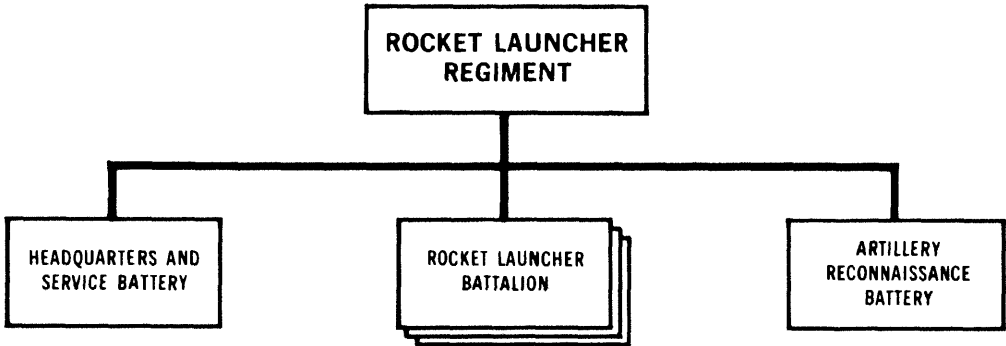 ROCKET LAUNCHER
REGIMENT
HEADQUARTERS AND
SERVICE BATTERY
ROCKET LAUNCHER
BATTALION
ARTILLERY
RECONNAISSANCE
BATTERY